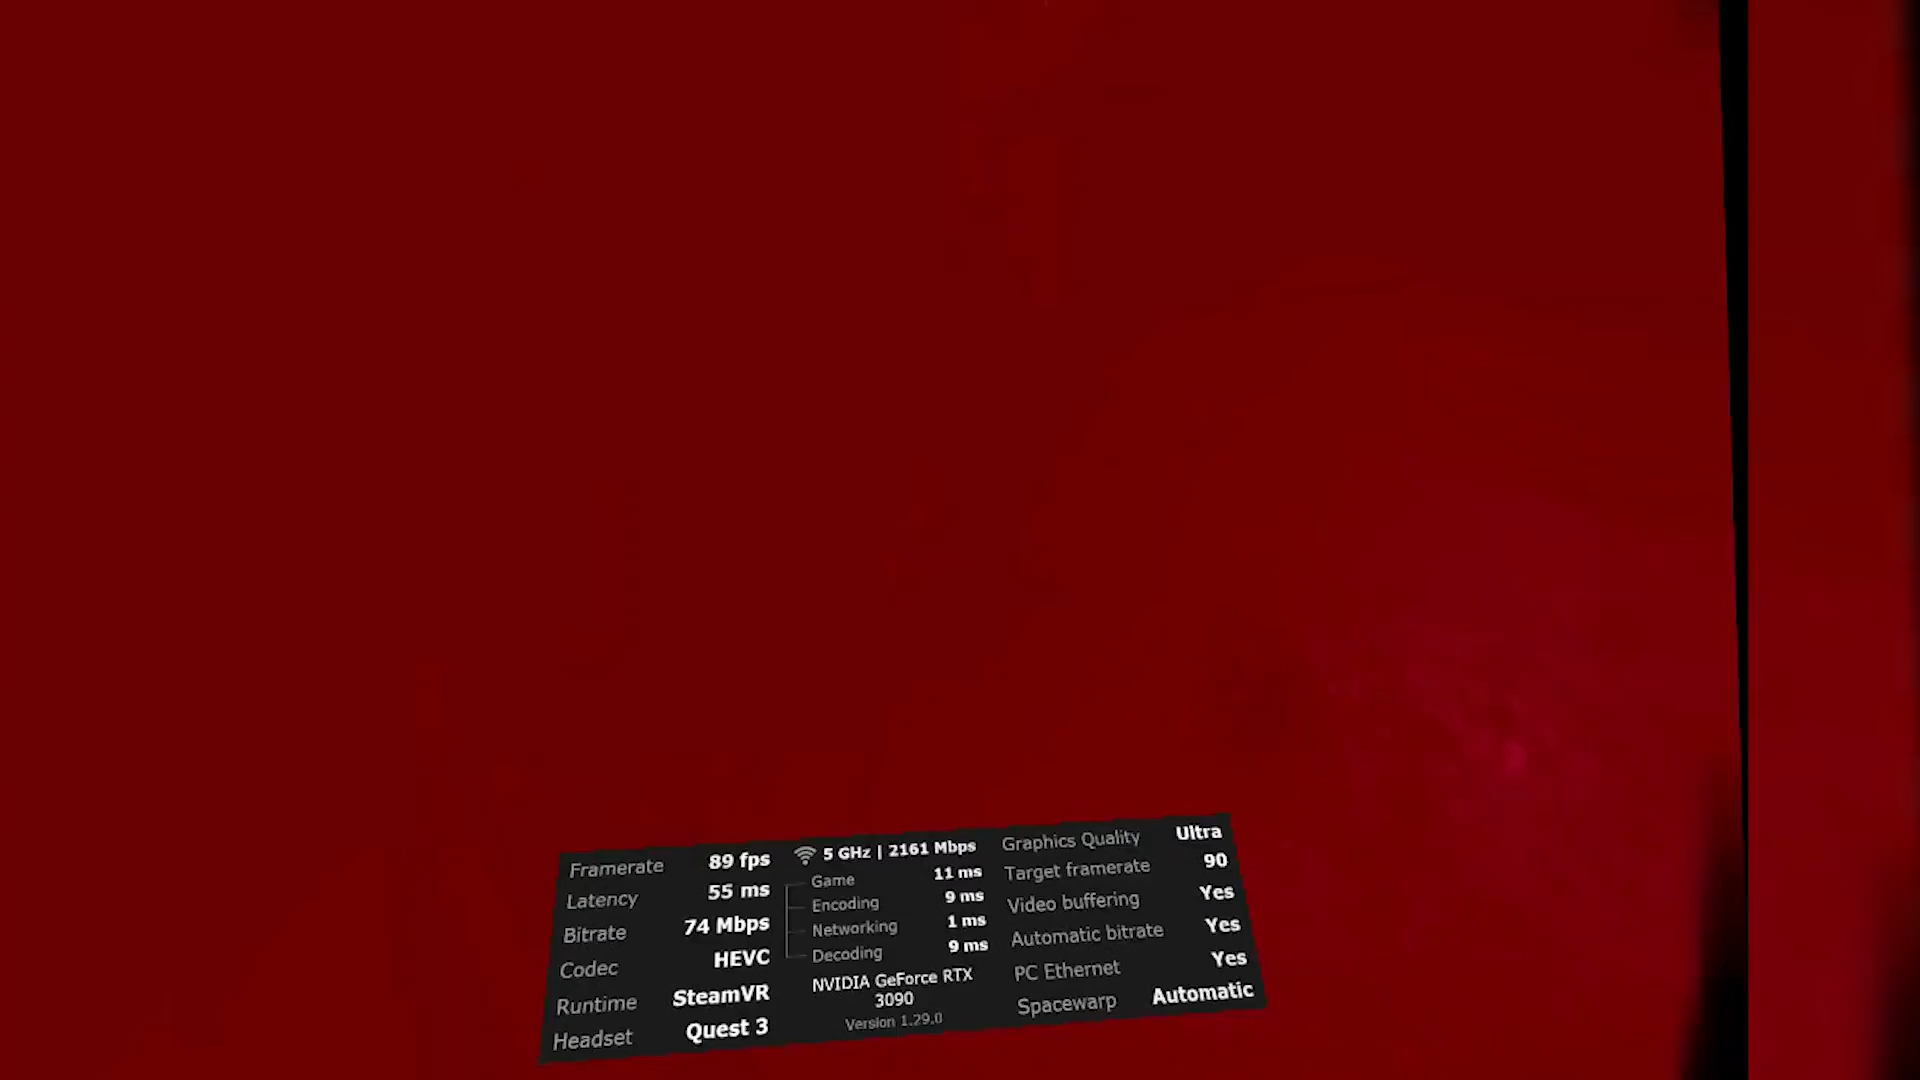 Framerate 89 fps
Latency 55 ms
Bitrate 74 Mbps
Codec HEVC
Runtime SteamVR
Headset Quest 3
5 GHz | 2161 Mbps
Game 11 ms
Encoding 9 ms
Networking 1 ms
Decoding 9 ms
NVIDIA GeForce RTX
3090
Version 1.29.0
Graphics Quality Ultra
Target framerate 90
Video buffering Yes
Automatic bitrate Yes
PC Ethernet Yes
Spacewarp Automatic